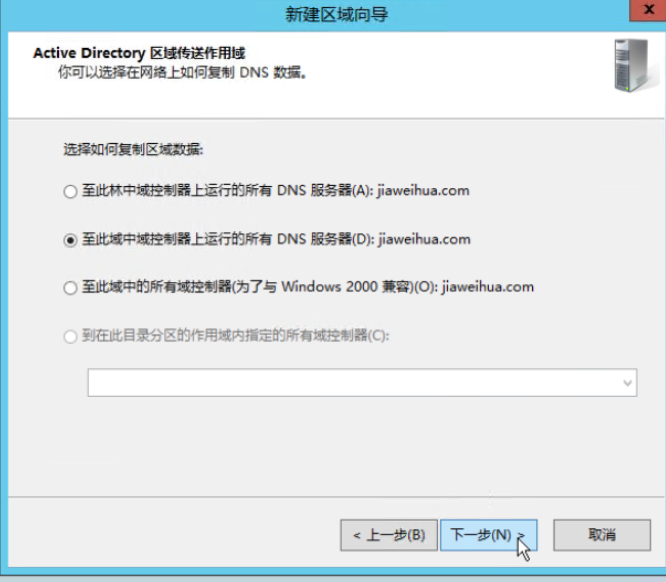 新建区域向导
x
Active Directory 区域传送作用域
你可以选择在网络上如何复制 DNS 数据。
选择如何复制区域数据:
至此林中域控制器上运行的所有 DNS 服务器(A): jiaweihua.com
至此域中域控制器上运行的所有 DNS 服务器(D): jiaweihua.com
至此域中的所有域控制器(为了与 Windows 2000 兼容)(O): jiaweihua.com
到在此目录分区的作用域内指定的所有域控制器(C):
< 上一步(B) 下一步(N) > 取消